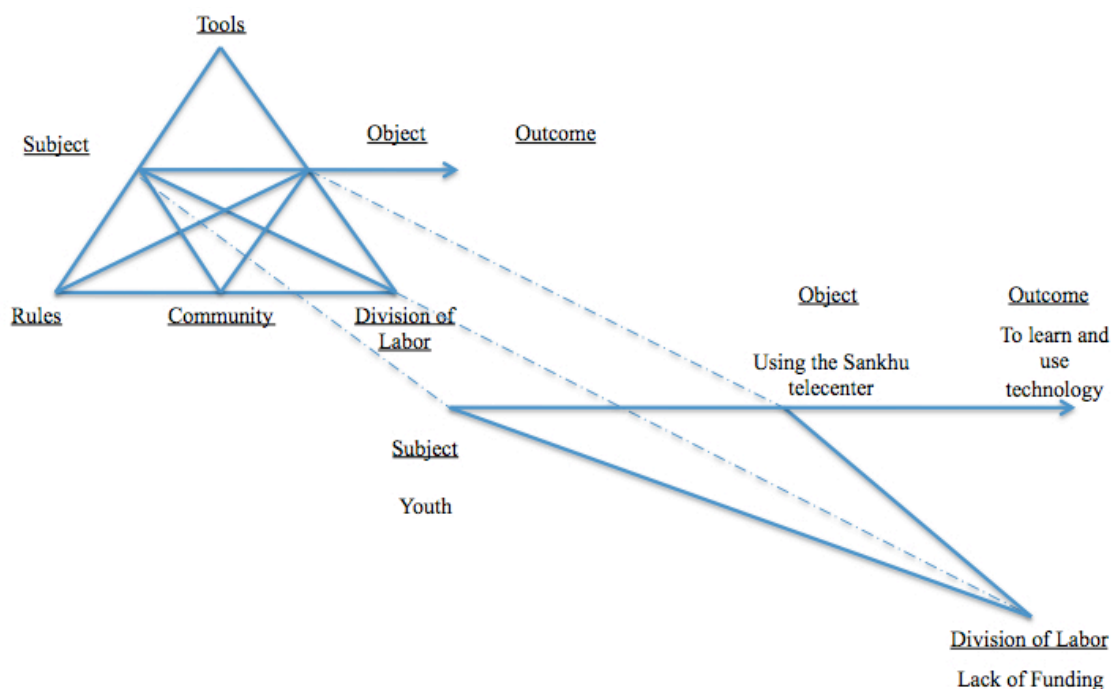 Tools
Subject
Object
Outcome
Rules
Community
Division of
Labor
Object
Outcome
Using the Sankhu
telecenter
To learn and
use
technology
Subject
Youth
Division of Labor
Lack of Funding